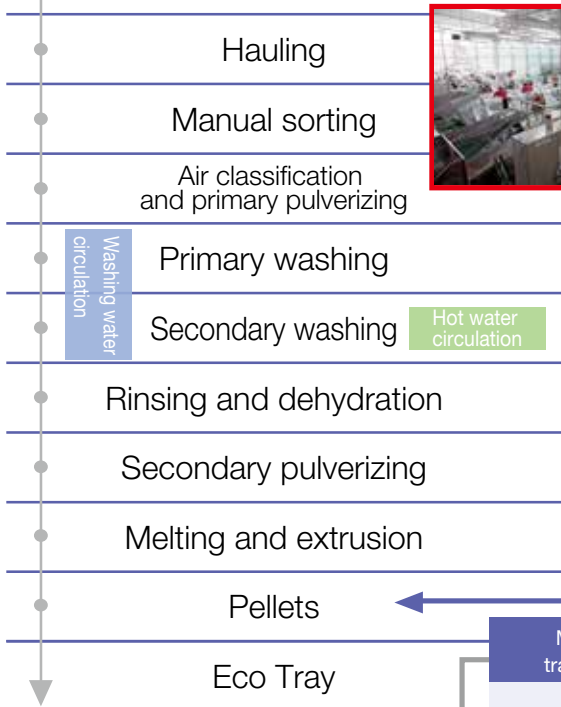 Hauling
Manual sorting
Air classification
and primary pulverizing
Washing water
circulation
Primary washing
Secondary washing
Hot water
circulation
Rinsing and dehydration
Secondary pulverizing
Melting and extrusion
Pellets
Eco Tray